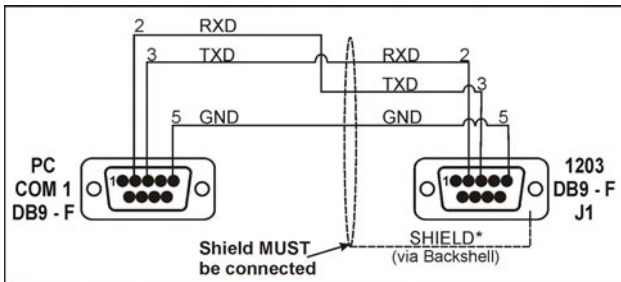 2 RXD
3 TXD RXD 2
TXD 3
5 GND GND 5
PC
COM 1
DB9 - F
1
1
1203
DB9 - F
J1
Shield MUST
be connected
SHIELD*
(via Backshell)